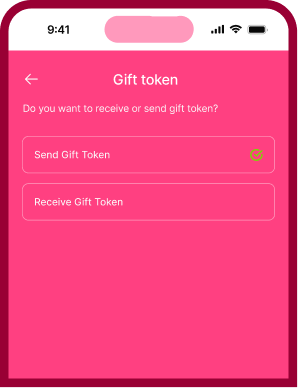 9:41
Gift token
Do you want to receive or send gift token?
Send Gift Token
Receive Gift Token